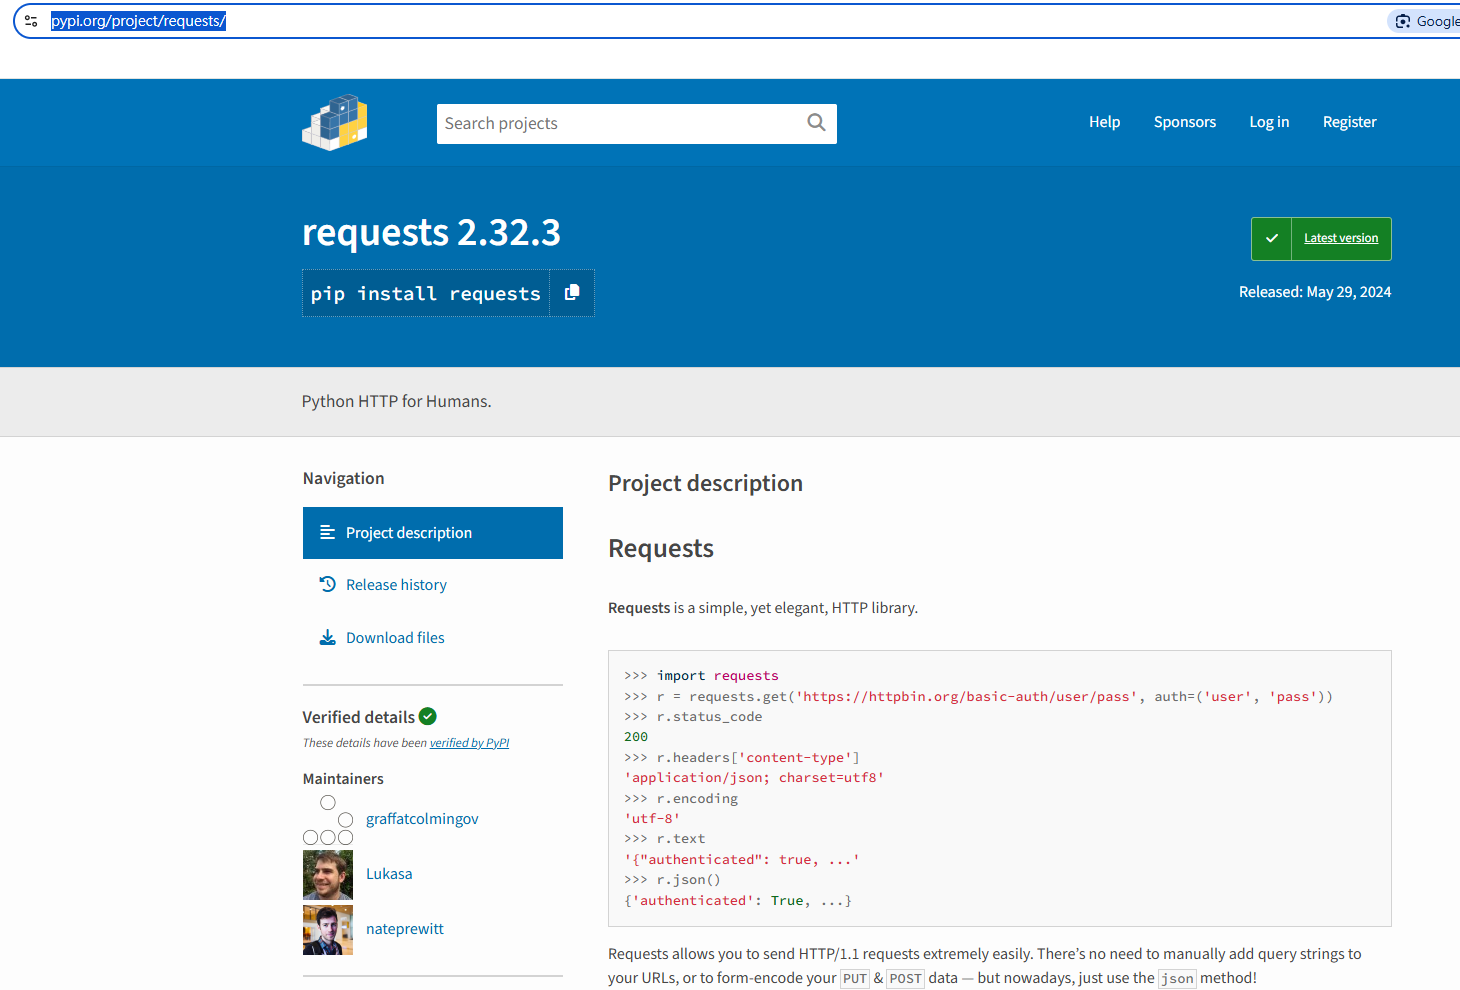 pypi.org/project/requests/
Google
Search projects
Help
Sponsors
Log in
Register
requests 2.32.3
pip install requests
Latest version
Released: May 29, 2024
Python HTTP for Humans.
Navigation
Project description
Release history
Download files
Verified details
These details have been verified by PyPI
Maintainers
graffatcolmingov
Lukasa
nateprewitt
Project description
Requests
Requests is a simple, yet elegant, HTTP library.
>>> import requests
>>> r = requests.get('https://httpbin.org/basic-auth/user/pass', auth=('user', 'pass'))
>>> r.status_code
200
>>> r.headers['content-type']
'application/json; charset=utf8'
>>> r.encoding
'utf-8'
>>> r.text
'{"authenticated": true, ...'
>>> r.json()
{'authenticated': True, ...}
Requests allows you to send HTTP/1.1 requests extremely easily. There’s no need to manually add query strings to
your URLs, or to form-encode your PUT & POST data — but nowadays, just use the json method!